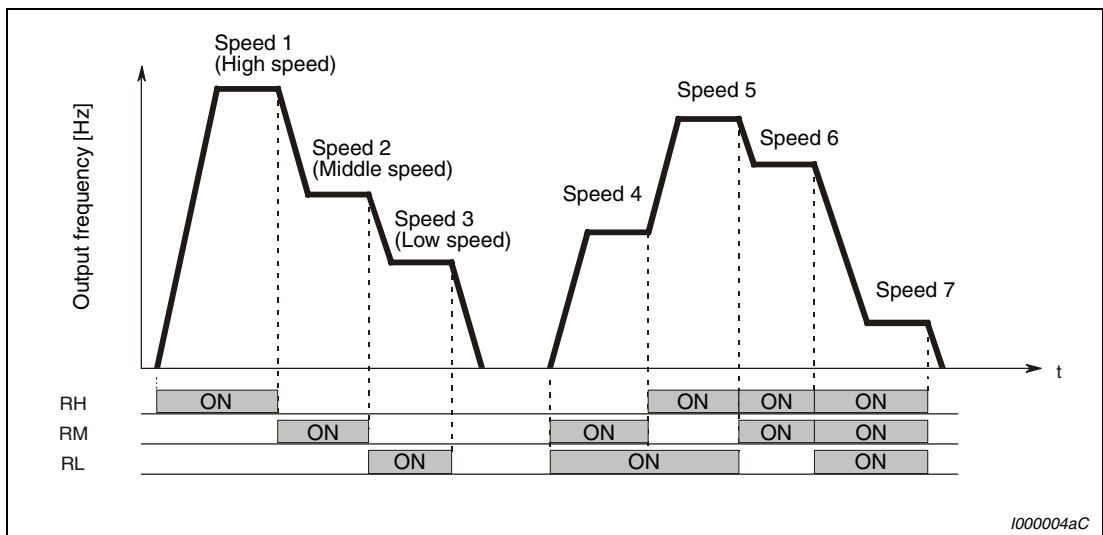 Speed 1
(High speed)
Speed 2
(Middle speed)
Speed 3
(Low speed)
Speed 4
Speed 5
Speed 6
Speed 7
Output frequency [Hz]
t
RH ON ON ON ON
RM ON ON ON ON
RL ON ON ON
I000004aC